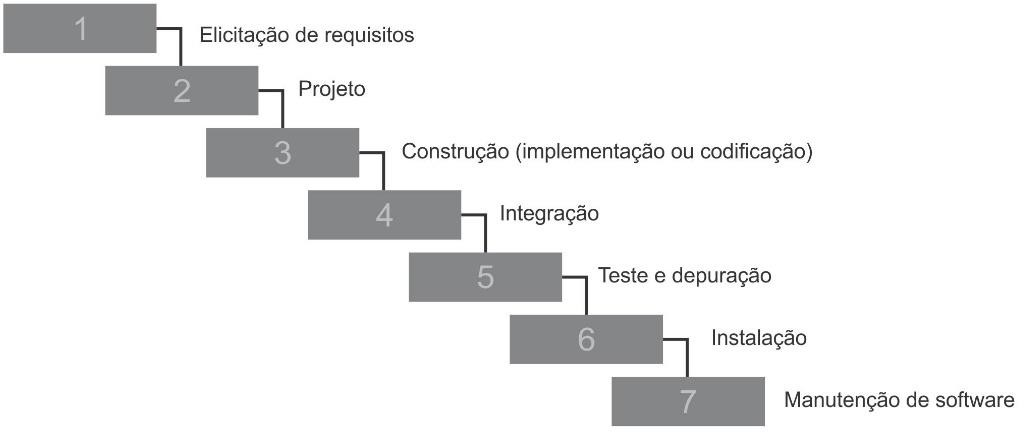 1
Elicitação de requisitos
2
Projeto
3
Construção (implementação ou codificação)
4
Integração
5
Teste e depuração
6
Instalação
7
Manutenção de software